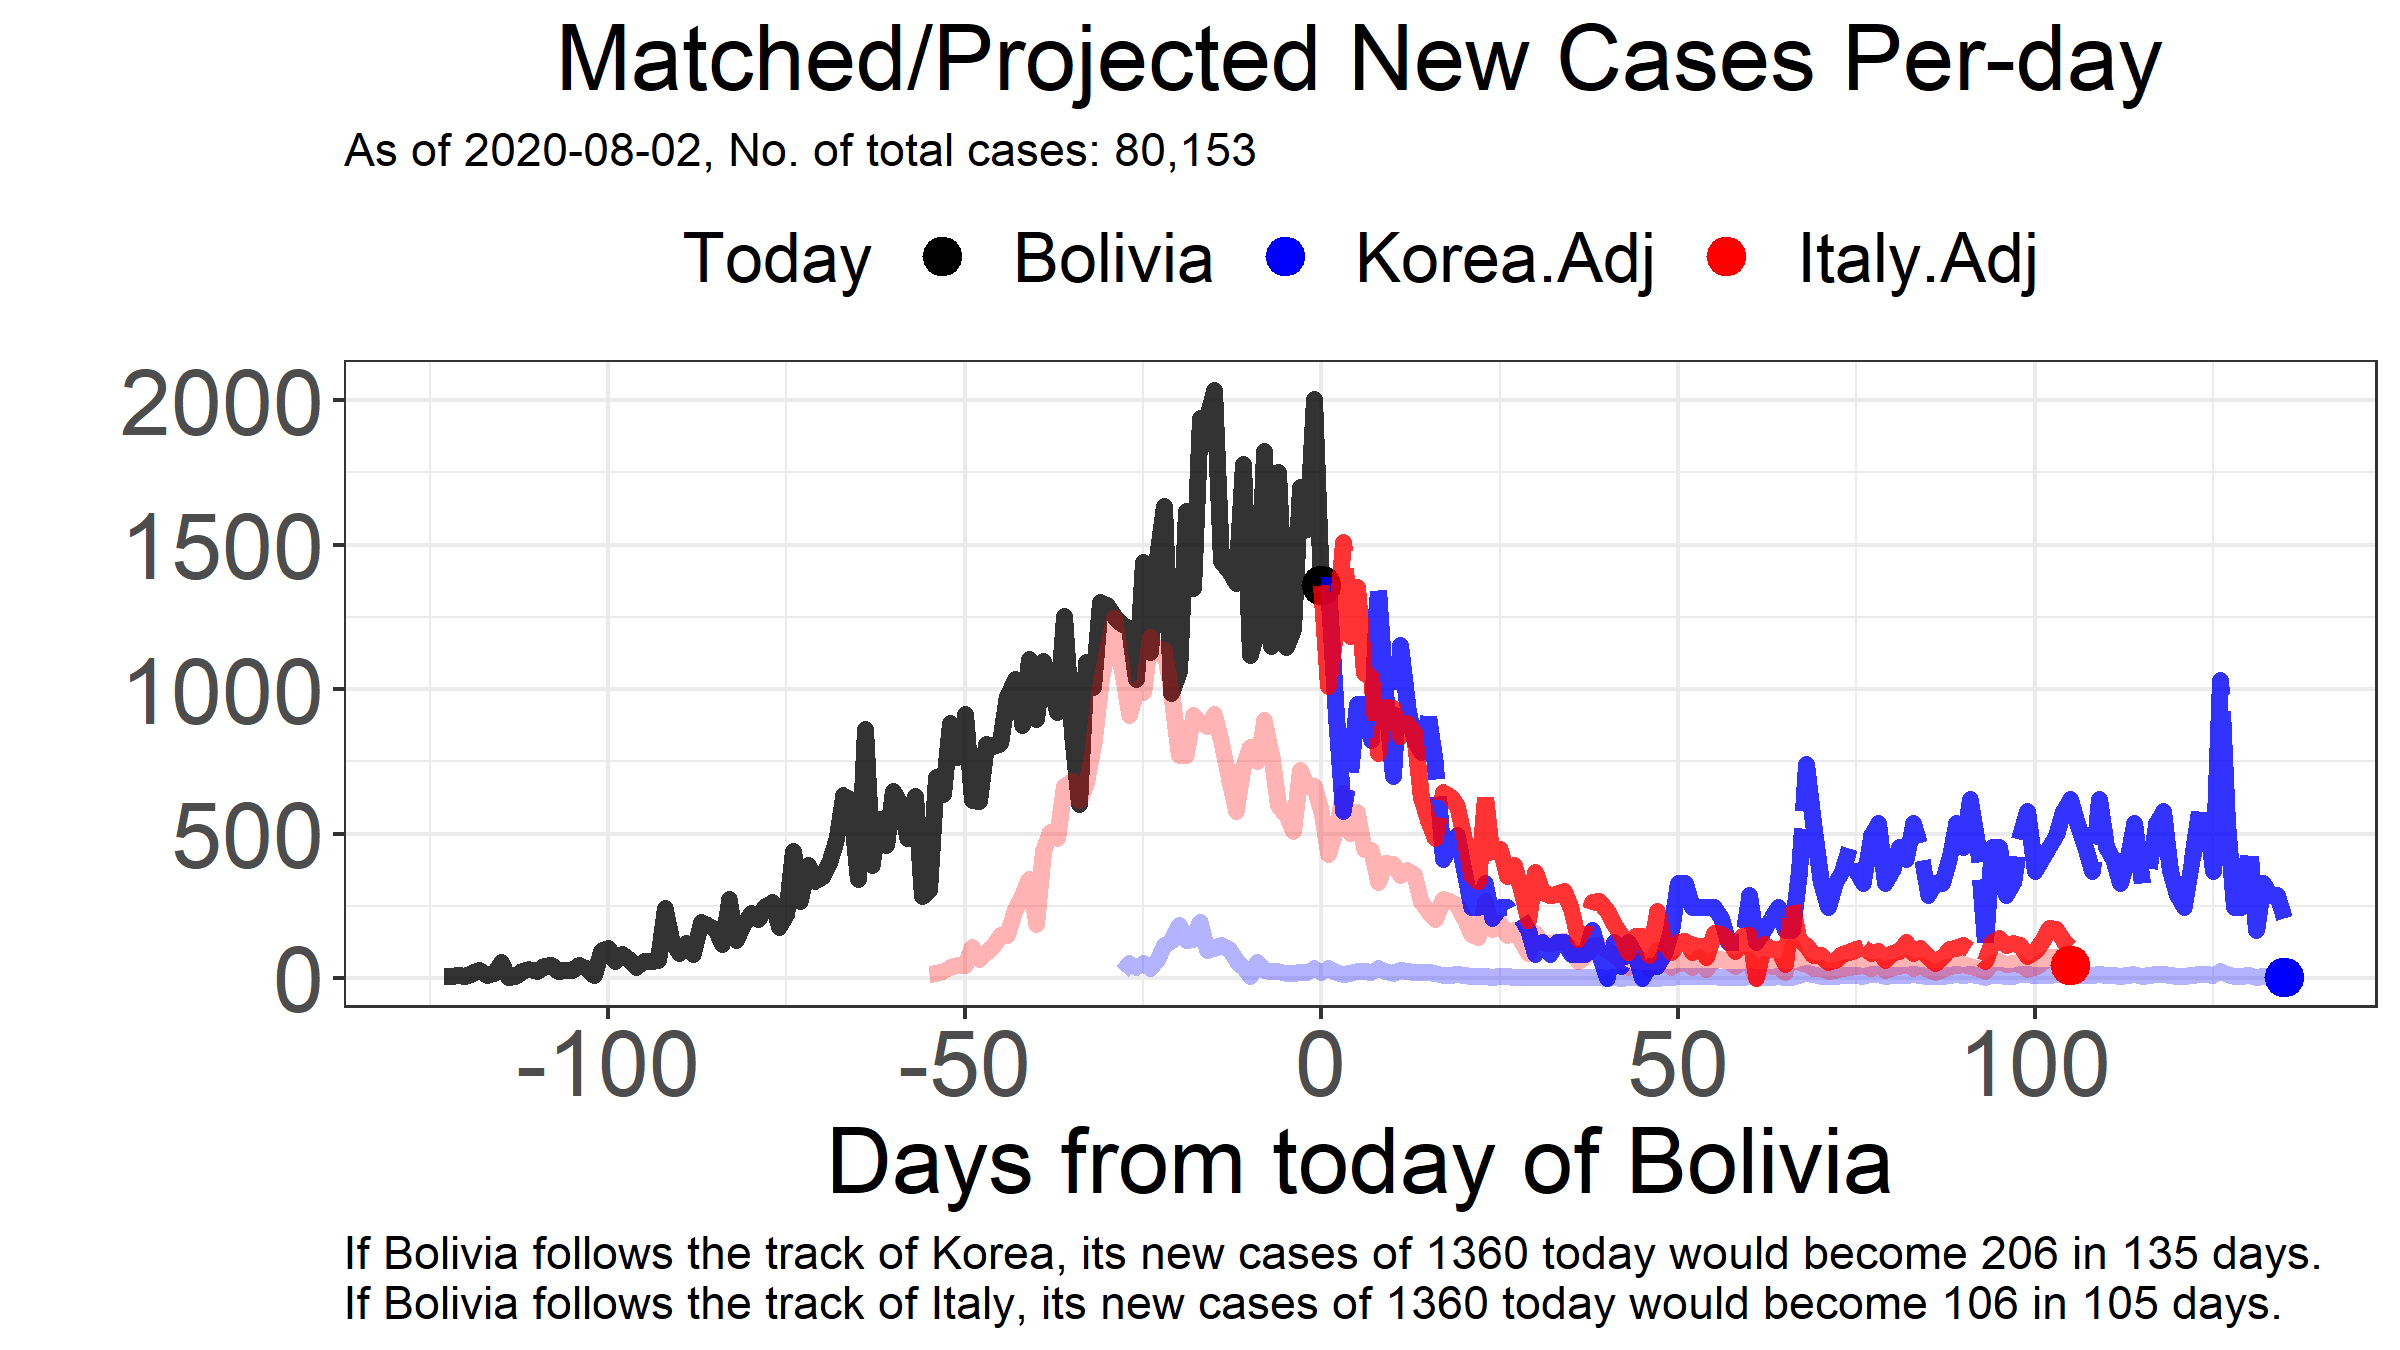 Matched/Projected New Cases Per-day
As of 2020-08-02, No. of total cases: 80,153
Today Bolivia Korea.Adj Italy.Adj
2000
1500
1000
500
0
-100 -50 0 50 100
Days from today of Bolivia
If Bolivia follows the track of Korea, its new cases of 1360 today would become 206 in 135 days.
If Bolivia follows the track of Italy, its new cases of 1360 today would become 106 in 105 days.